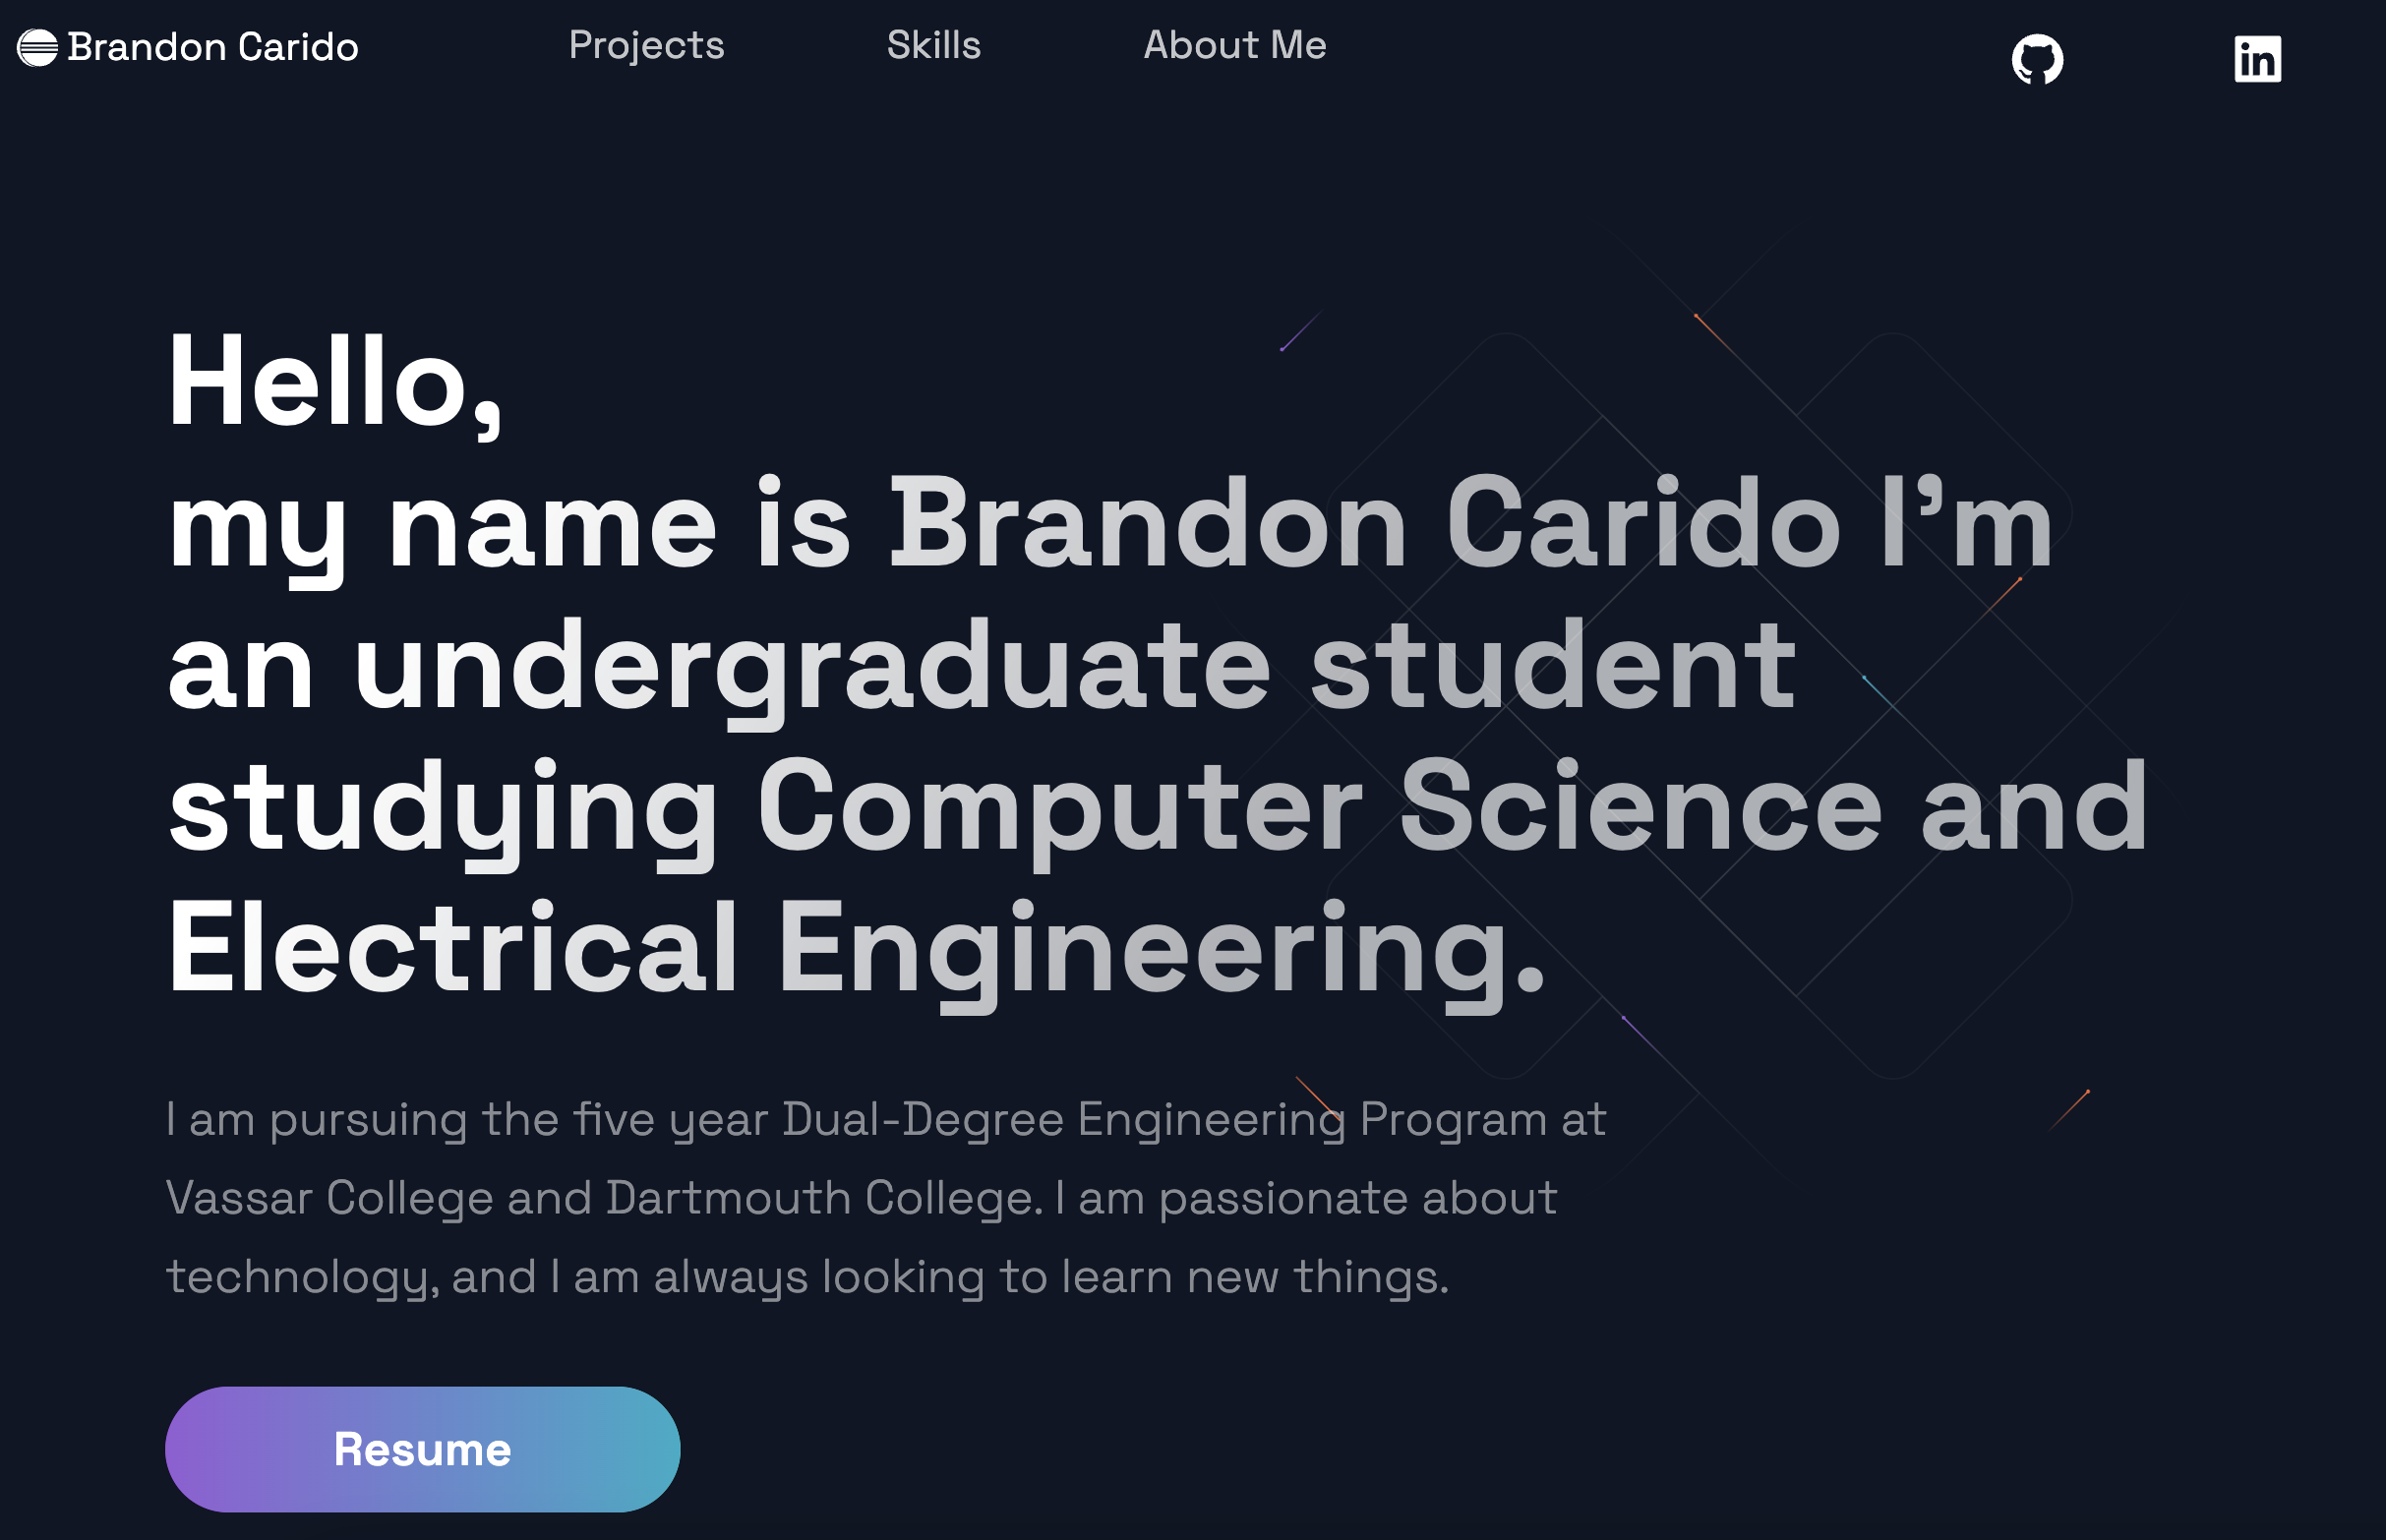 Brandon Carido Projects Skills About Me in
Hello,
my name is Brandon Carido I’m
an undergraduate student
studying Computer Science and
Electrical Engineering.
I am pursuing the five year Dual-Degree Engineering Program at
Vassar College and Dartmouth College. I am passionate about
technology, and I am always looking to learn new things.
Resume